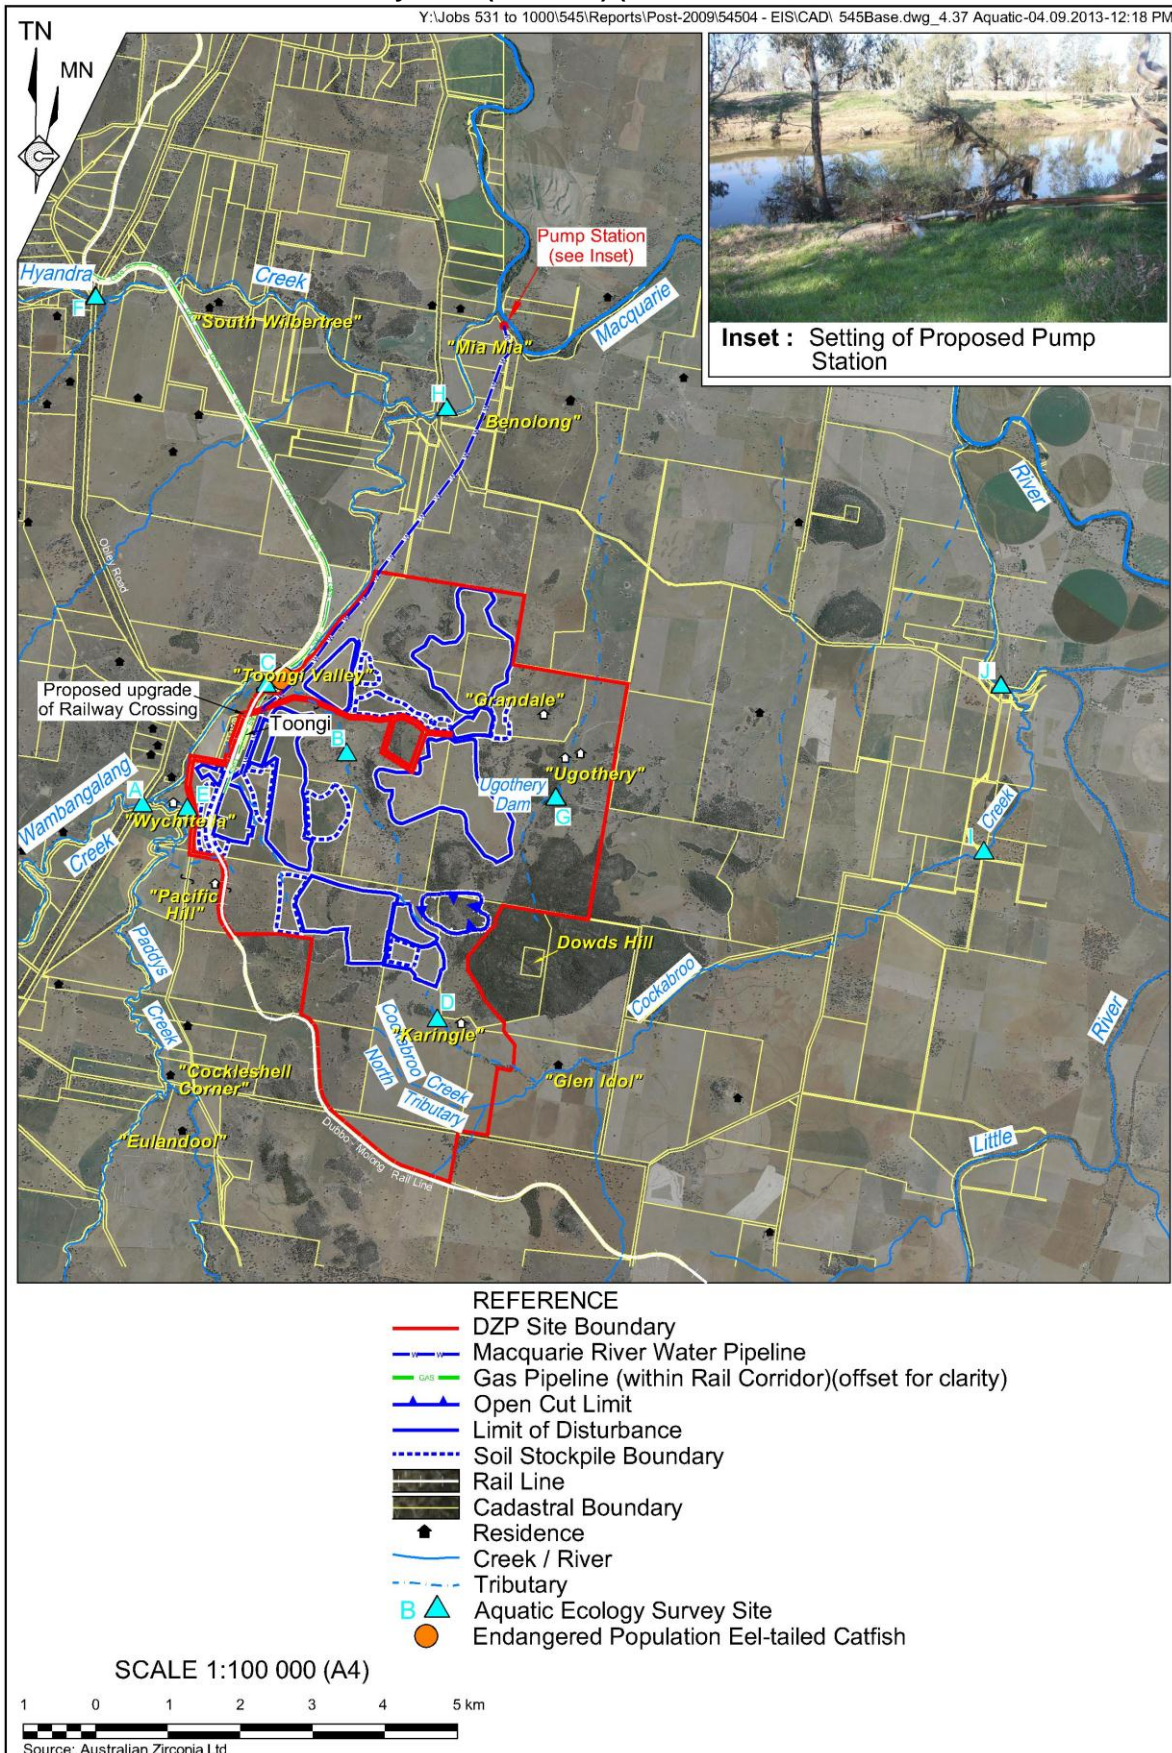 Y:\Jobs 531 to 1000\545\Reports\Post-2009\54504 - EIS\CAD\ 545Base.dwg_4.37 Aquatic-04.09.2013-12:18 PM
TN
MN
Inset : Setting of Proposed Pump
Station
Pump Station
(see Inset)
Hyandra
Creek
F
"South Wilbertree"
"Mia Mia"
Macquarie
H
Benolong"
River
Obley Road
C
"Toongi Valley"
J
Proposed upgrade
of Railway Crossing
Toongi
"Grandale"
B
"Ugothery"
Ugothery
Dam
G
A
E
Wambangalang
Creek
Creek
I
"Pacific
Hill"
Dowds Hill
Paddys
Creek
Cockabroo
D
"Karingle"
Creek
North
Tributary
"Glen Idol"
"Cockleshell
Corner"
"Eulandool"
Dubbo - Molong Rail Line
River
Little
REFERENCE
DZP Site Boundary
Macquarie River Water Pipeline
GAS
Gas Pipeline (within Rail Corridor)(offset for clarity)
Open Cut Limit
Limit of Disturbance
Soil Stockpile Boundary
Rail Line
Cadastral Boundary
Residence
Creek / River
Tributary
B
Aquatic Ecology Survey Site
Endangered Population Eel-tailed Catfish
SCALE 1:100 000 (A4)
1 0 1 2 3 4 5 km
Source: Australian Zirconia Ltd